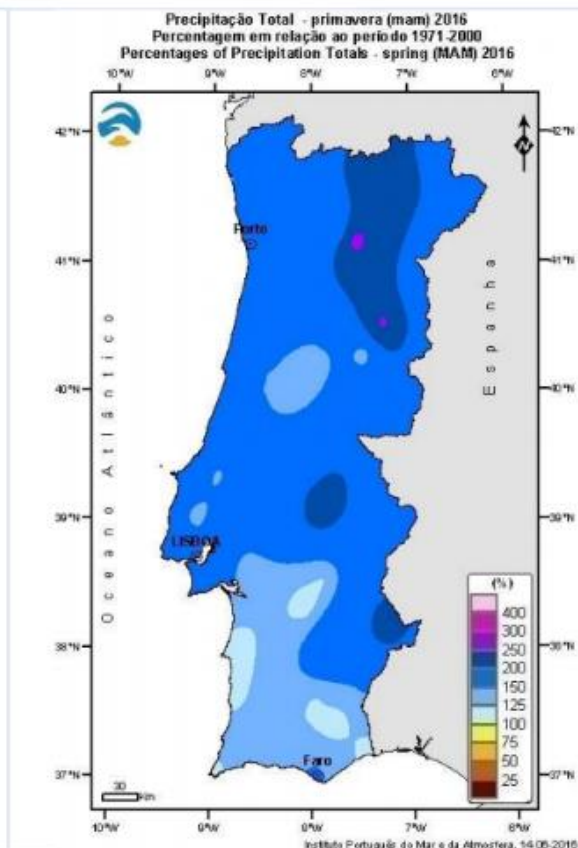 Precipitação Total - primavera (mam) 2016
Percentagem em relação ao período 1971-2000
Percentages of Precipitation Totals - spring (MAM) 2016
10°W 9°W 8°W 7°W 6°W
42°N 42°N
N
Porto
41°N 41°N
Espanha
40°N 40°N
Oceano Atlântico
39°N 39°N
LISBOA
(%)
400
300
250
200
150
125
100
75
50
25
38°N 38°N
Faro
37°N 37°N
30
Km
10°W 9°W 8°W 7°W 6°W
Instituto Português do Mar e da Atmosfera, 14-06-2016